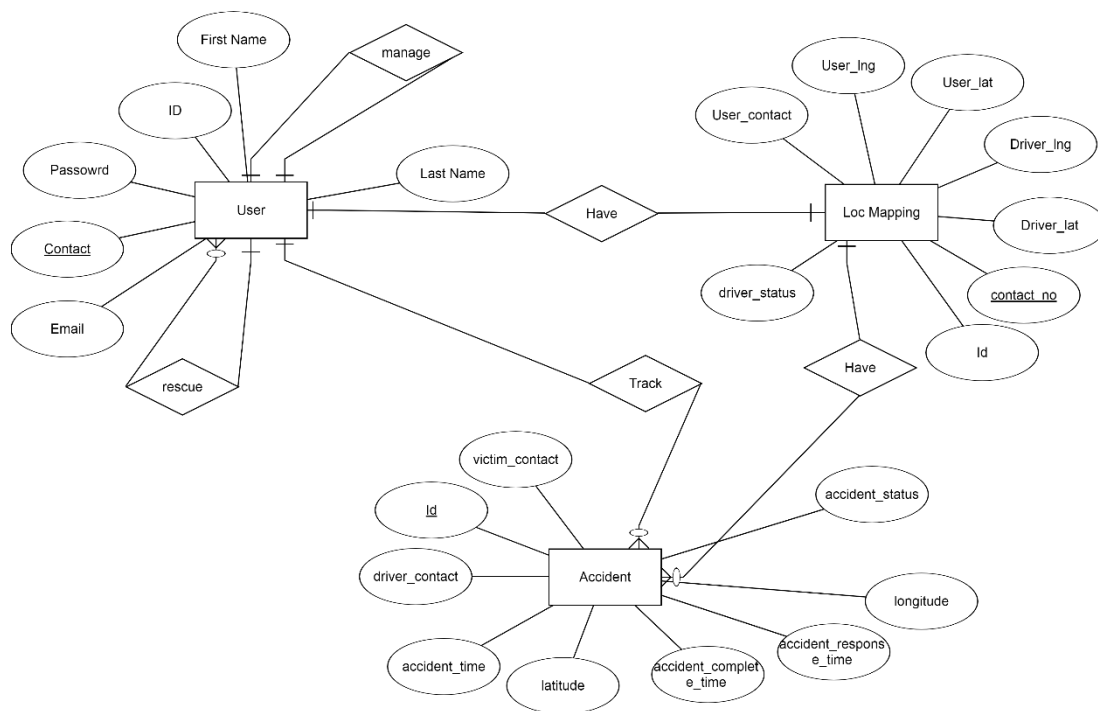 First Name
manage
User_lng
User_lat
ID
User_contact
Driver_lng
Passowrd
Last Name
User
Have
Loc Mapping
Driver_lat
Contact
driver_status
contact_no
Email
Id
rescue
Track
Have
victim_contact
accident_status
Id
driver_contact
Accident
longitude
accident_time
latitude
accident_complet
e_time
accident_respons
e_time